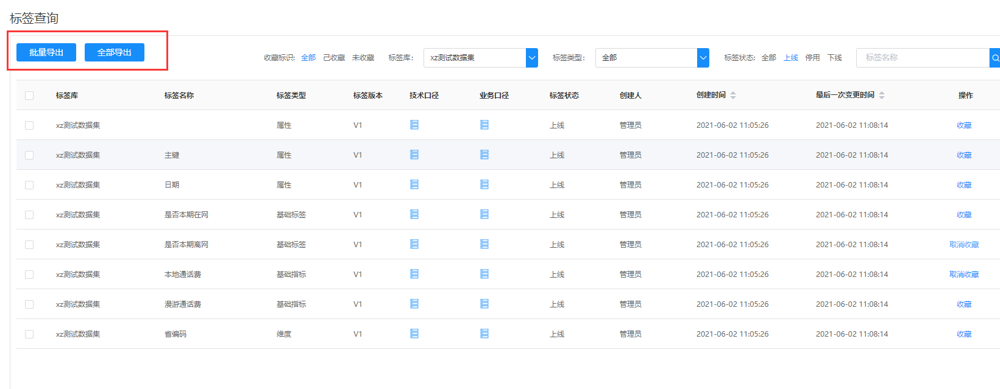 标签查询
批量导出 全部导出 收藏标识: 全部 已收藏 未收藏 标签库: xz测试数据集 标签类型: 全部 标签状态: 全部 上线 停用 下线 标签名称
标签库 标签名称 标签类型 标签版本 技术口径 业务口径 标签状态 创建人 创建时间 最后一次变更时间 操作
xz测试数据集 属性 V1 上线 管理员 2021-06-02 11:05:26 2021-06-02 11:08:14 收藏
xz测试数据集 主键 属性 V1 上线 管理员 2021-06-02 11:05:26 2021-06-02 11:08:14 收藏
xz测试数据集 日期 属性 V1 上线 管理员 2021-06-02 11:05:26 2021-06-02 11:08:14 收藏
xz测试数据集 是否本期在网 基础标签 V1 上线 管理员 2021-06-02 11:05:26 2021-06-02 11:08:14 收藏
xz测试数据集 是否本期离网 基础标签 V1 上线 管理员 2021-06-02 11:05:26 2021-06-02 11:08:14 取消收藏
xz测试数据集 本地通话费 基础指标 V1 上线 管理员 2021-06-02 11:05:26 2021-06-02 11:08:14 取消收藏
xz测试数据集 漫游通话费 基础指标 V1 上线 管理员 2021-06-02 11:05:26 2021-06-02 11:08:14 收藏
xz测试数据集 省编码 维度 V1 上线 管理员 2021-06-02 11:05:26 2021-06-02 11:08:14 收藏